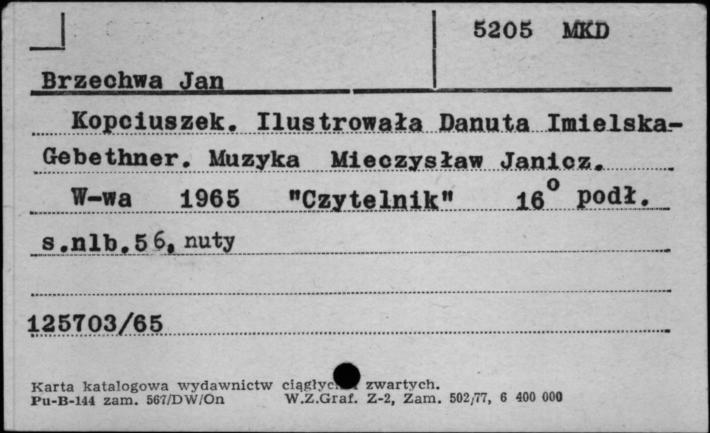 5205 MKD
Brzechwa Jan
Kopciuszek. Ilustrowała Danuta Imielska-
Gebethner. Muzyka Mieczysław Janicz.
W-wa 1965 "Czytelnik" 16° podł.
s.nlb.56, nuty
125703/65
Karta katalogowa wydawnictw zwartych.
Pu-B-144 zam. 567/DW/On W.Z.Graf. Z-2, Zam. 502/77, 6 400 000